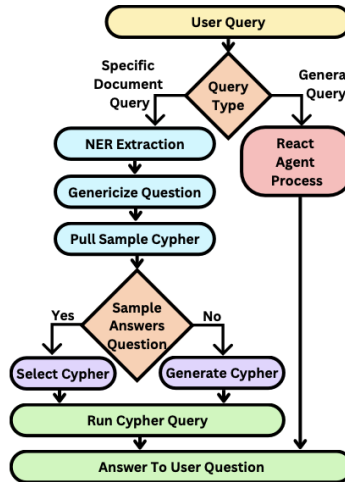 User Query
Specific
Document
Query
Query
Type
Genera
Query
NER Extraction
React
Agent
Process
Genericize Question
Pull Sample Cypher
Sample
Answers
Question
Yes
No
Select Cypher
Generate Cypher
Run Cypher Query
Answer To User Question